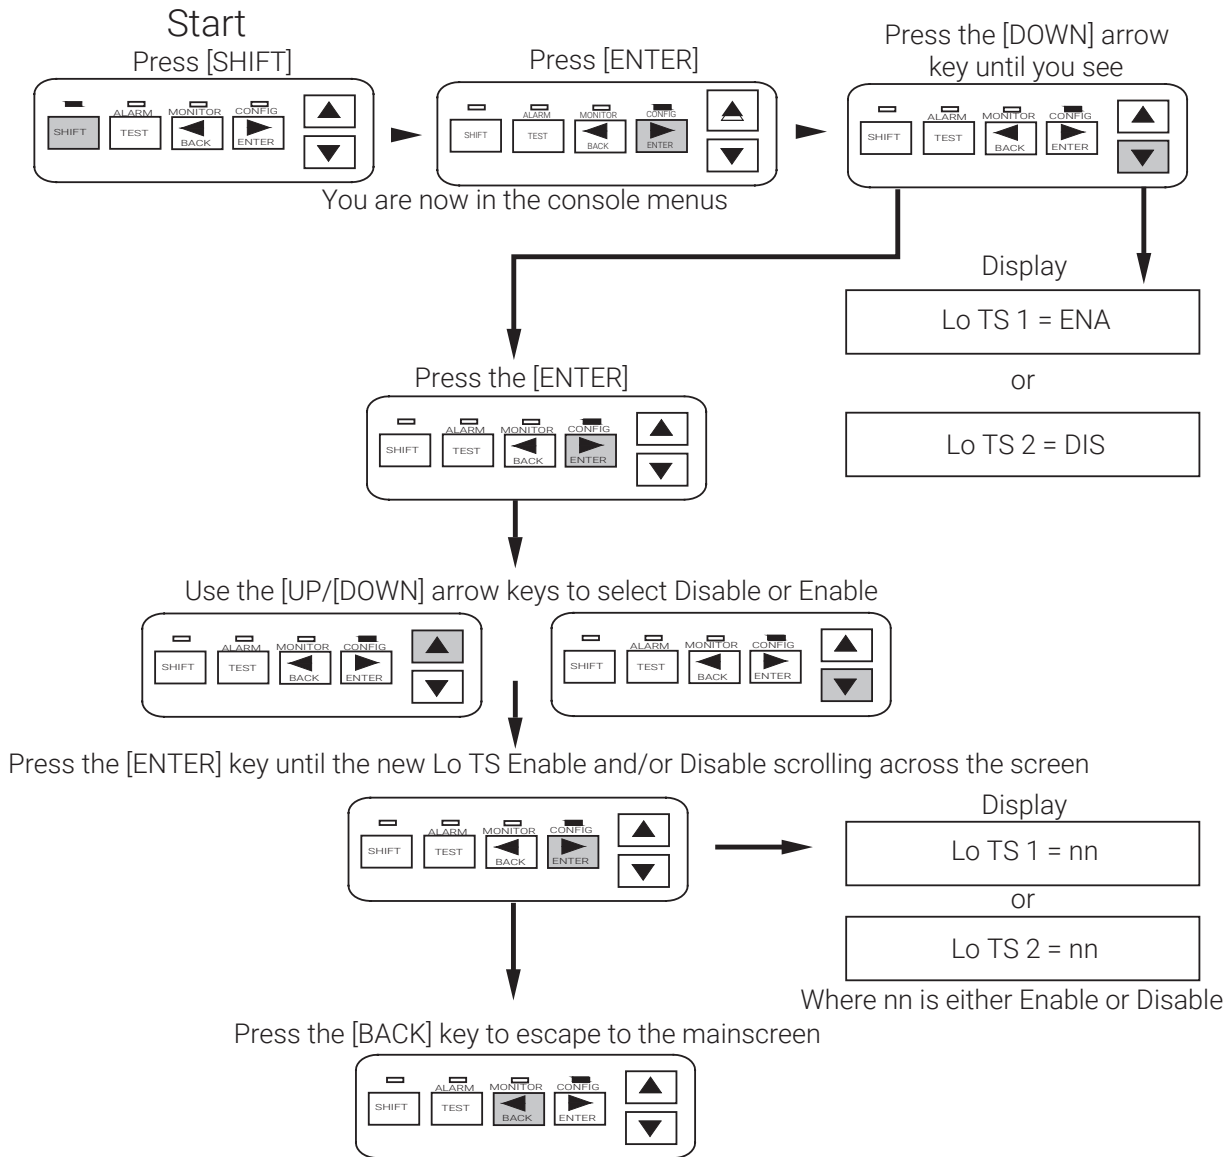 Start
Press [SHIFT]
ALARM MONITOR CONFIG
SHIFT TEST BACK ENTER
Press [ENTER]
ALARM MONITOR CONFIG
SHIFT TEST BACK ENTER
Press the [DOWN] arrow
key until you see
ALARM MONITOR CONFIG
SHIFT TEST BACK ENTER
You are now in the console menus
Display
Lo TS 1 = ENA
or
Lo TS 2 = DIS
Press the [ENTER]
ALARM MONITOR CONFIG
SHIFT TEST BACK ENTER
Use the [UP/[DOWN] arrow keys to select Disable or Enable
ALARM MONITOR CONFIG
SHIFT TEST BACK ENTER
ALARM MONITOR CONFIG
SHIFT TEST BACK ENTER
Press the [ENTER] key until the new Lo TS Enable and/or Disable scrolling across the screen
ALARM MONITOR CONFIG
SHIFT TEST BACK ENTER
Display
Lo TS 1 = nn
or
Lo TS 2 = nn
Where nn is either Enable or Disable
Press the [BACK] key to escape to the mainscreen
ALARM MONITOR CONFIG
SHIFT TEST BACK ENTER